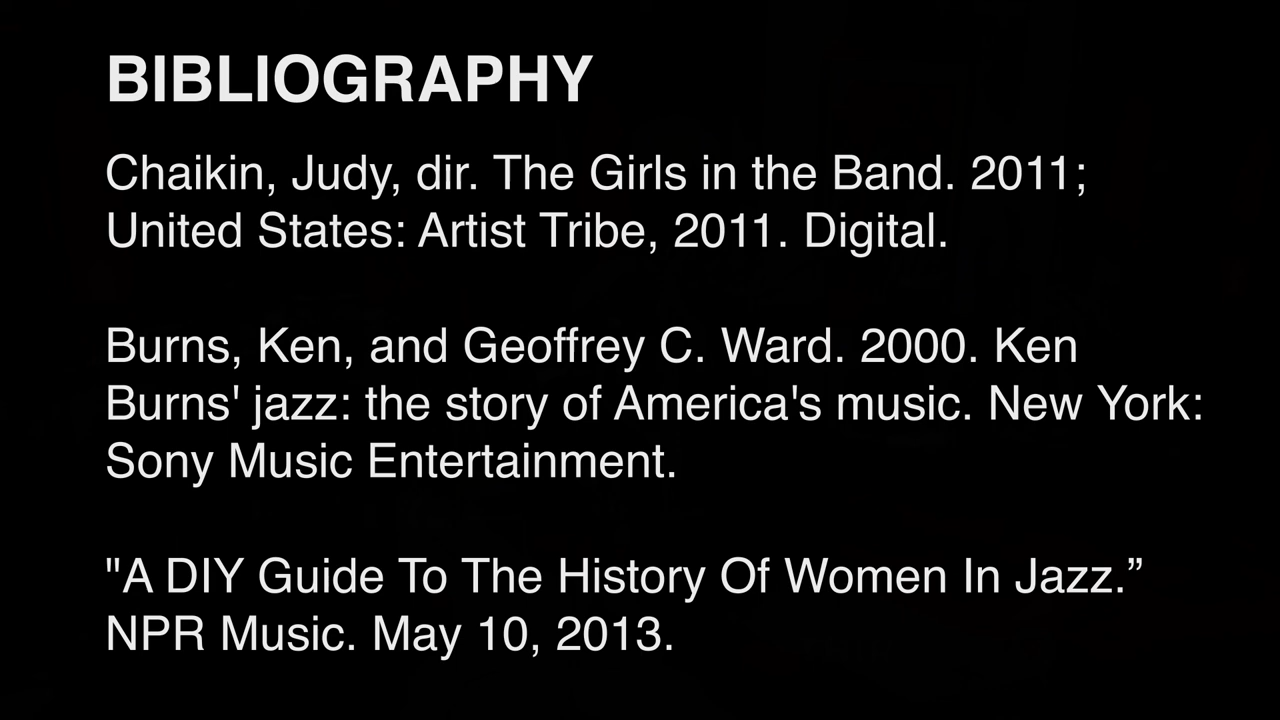 BIBLIOGRAPHY
Chaikin, Judy, dir. The Girls in the Band. 2011;
United States: Artist Tribe, 2011. Digital.
Burns, Ken, and Geoffrey C. Ward. 2000. Ken
Burns' jazz: the story of America's music. New York:
Sony Music Entertainment.
"A DIY Guide To The History Of Women In Jazz.”
NPR Music. May 10, 2013.